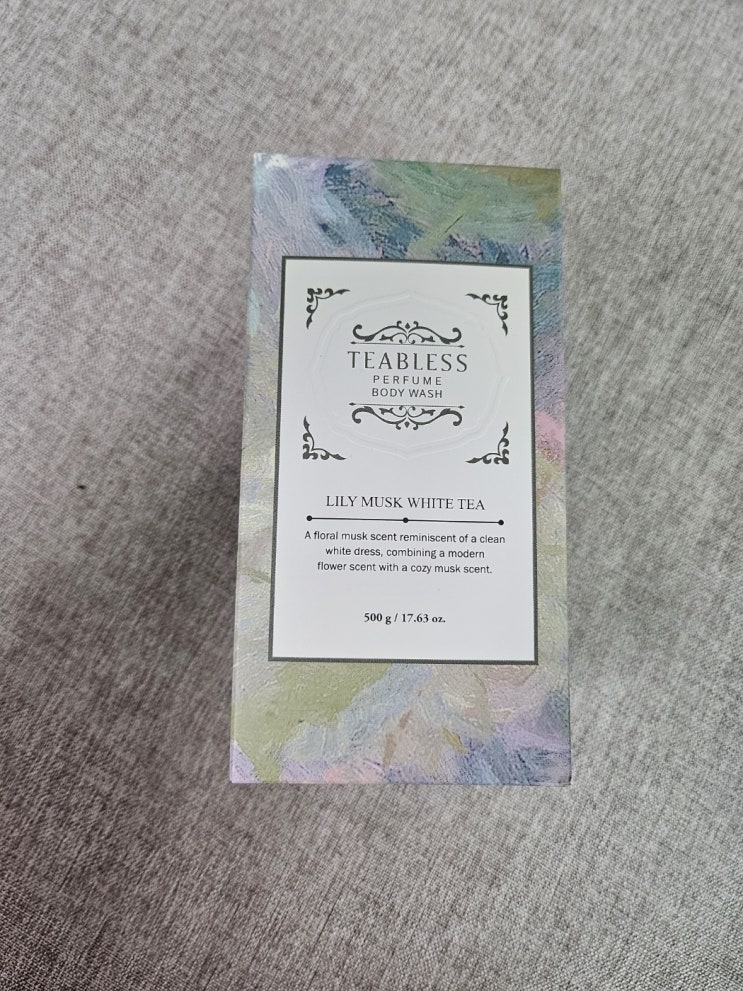 TEABLESS
PERFUME
BODY WASH
LILY MUSK WHITE TEA
A floral musk scent reminiscent of a clean
white dress, combining a modern
flower scent with a cozy musk scent.
500 g / 17.63 oz.